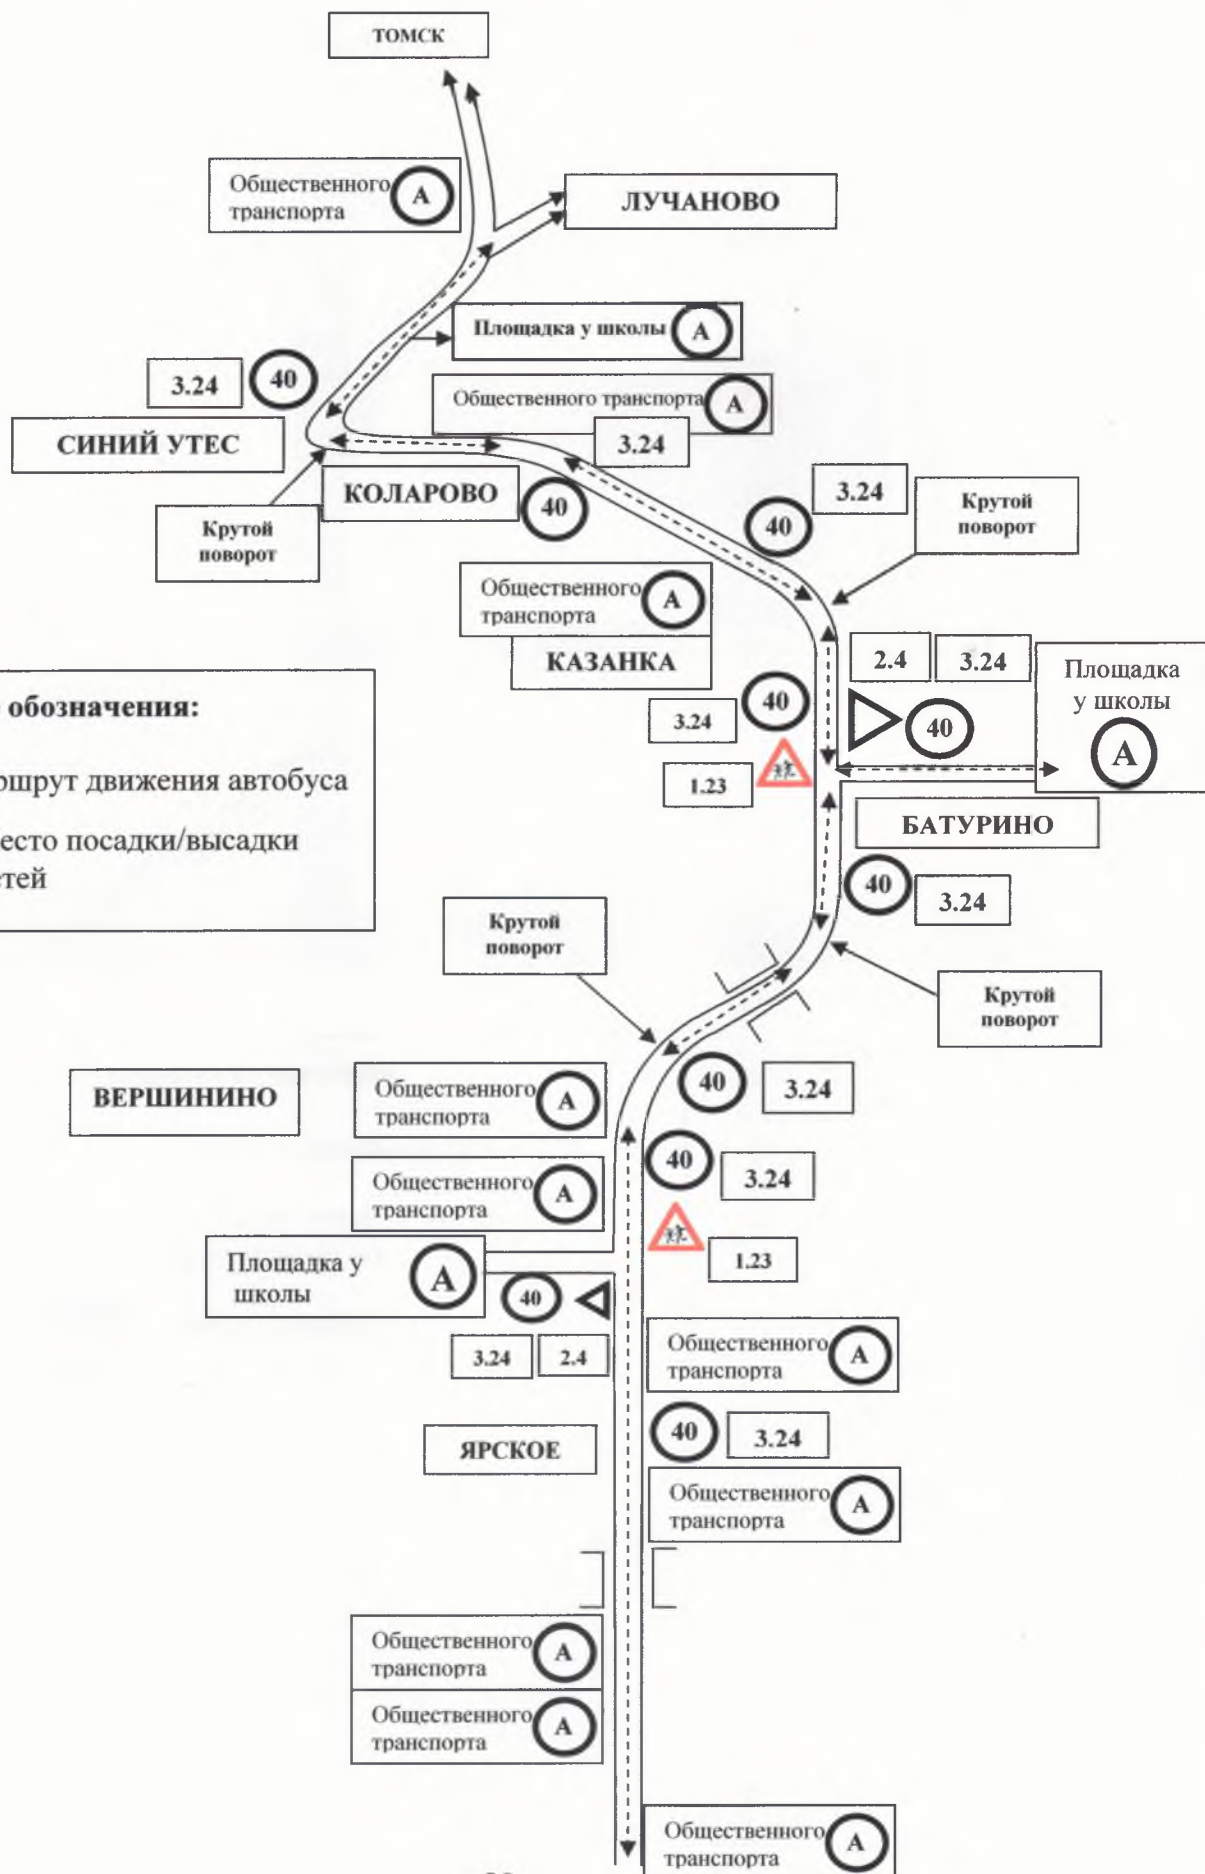 ТОМСК
Общественного
транспорта
А
ЛУЧАНОВО
Площадка у школы А
3.24 40
Общественного транспорта А
3.24
СИНИЙ УТЕС
КОЛАРОВО
40
Крутой
поворот
3.24
40
Крутой
поворот
Общественного
транспорта
А
КАЗАНКА
2.4 3.24
Площадка
у школы
А
40
3.24
40
1.23
обозначения:
движения автобуса
посадки/высадки
БАТУРИНО
40
3.24
Крутой
поворот
Крутой
поворот
ВЕРШИНИНО
Общественного
транспорта
А
40
3.24
Общественного
транспорта
А
40
3.24
1.23
Площадка у
школы
А
40
3.24 2.4
Общественного
транспорта
А
ЯРСКОЕ
40
3.24
Общественного
транспорта
А
Общественного
транспорта
А
Общественного
транспорта
А
Общественного
транспорта
А